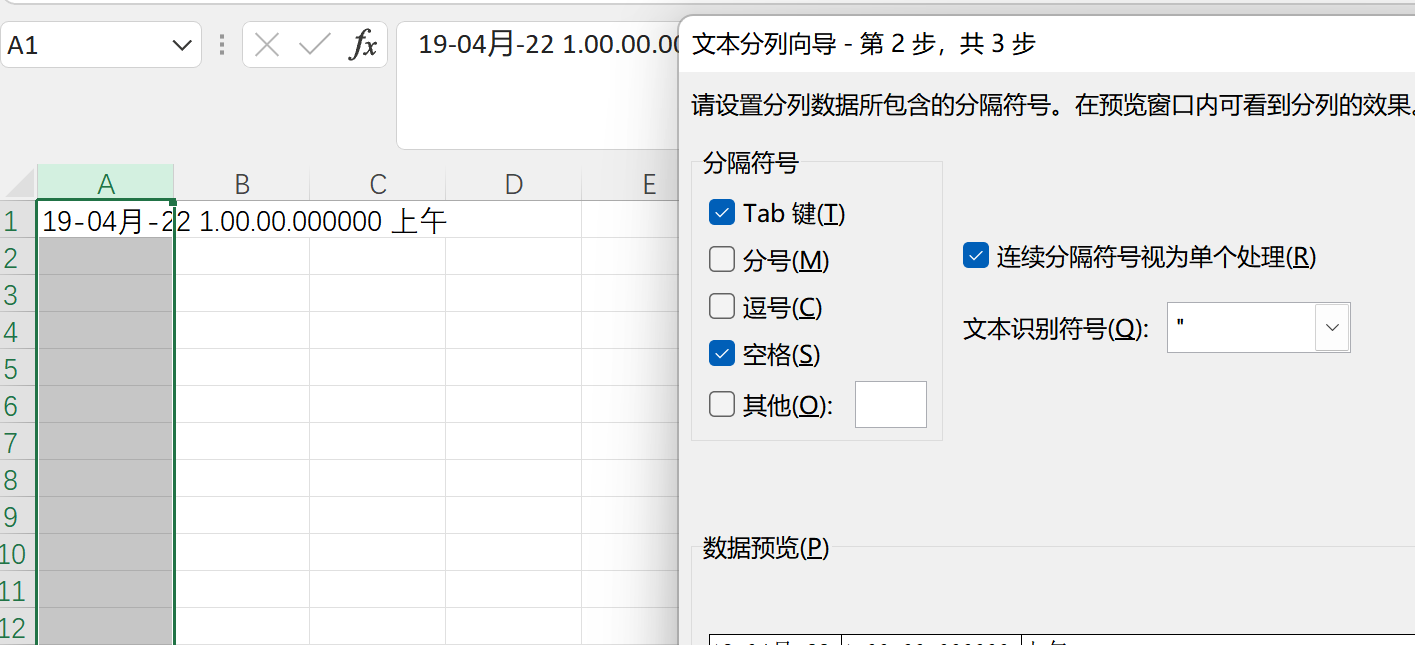 A1
fx
19-04月-22 1.00.00.00
文本分列向导 - 第 2 步，共 3 步
请设置分列数据所包含的分隔符号。在预览窗口内可看到分列的效果。
分隔符号
Tab 键(T)
分号(M)
逗号(C)
空格(S)
其他(O):
连续分隔符号视为单个处理(R)
文本识别符号(Q):
"
数据预览(P)
A B C D E
1 19-04月-22 1.00.00.000000 上午
2
3
4
5
6
7
8
9
10
11
12